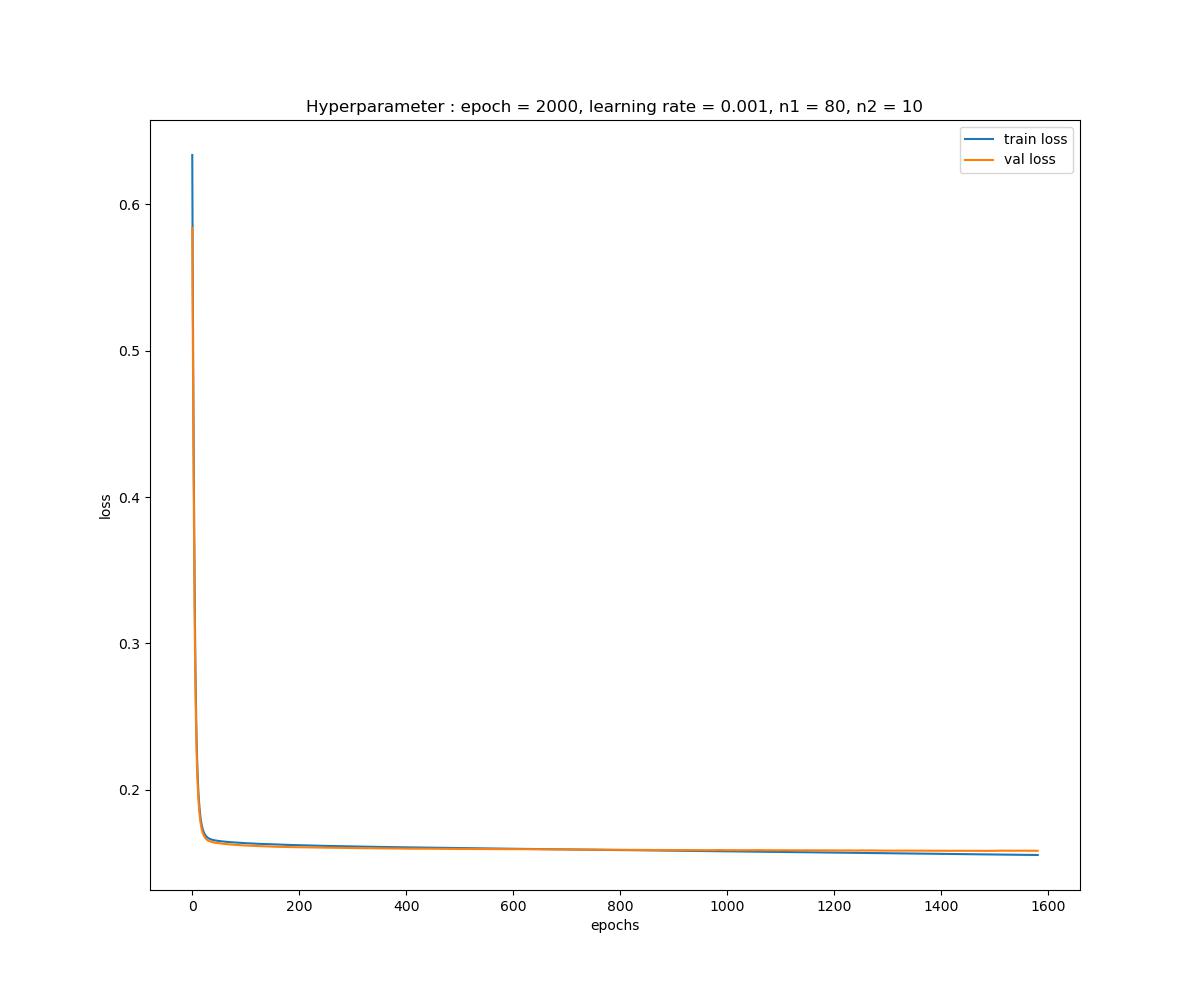 Hyperparameter : epoch = 2000, learning rate = 0.001, n1 = 80, n2 = 10
train loss
val loss
0.6
0.5
0.4
0.3
0.2
loss
0 200 400 600 800 1000 1200 1400 1600
epochs